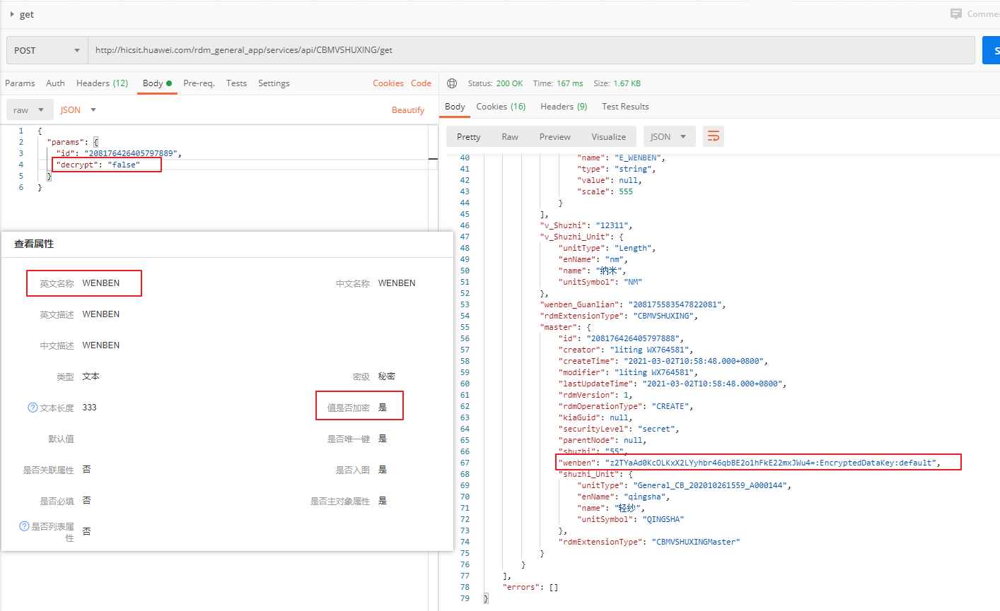 get
Comme
POST
http://hicsit.huawei.com/rdm_general_app/services/api/CBMVSHUXING/get
S
Params Auth Headers (12) Body Pre-req. Tests Settings Cookies Code
raw JSON Beautify
1 {
2 "params": {
3 "id": "208176426405797889",
4 "decrypt": "false"
5 }
6 }
查看属性
英文名称 WENBEN 中文名称 WENBEN
英文描述 WENBEN
中文描述 WENBEN
类型 文本 密级 秘密
文本长度 333 值是否加密 是
默认值 是否唯一键 是
是否关联属性 否 是否入图 是
是否必填 否 是否主对象属性 是
是否列表属
性 否
Status: 200 OK Time: 167 ms Size: 1.67 KB
Body Cookies (16) Headers (9) Test Results
Pretty Raw Preview Visualize JSON
40 "name": "E_WENBEN",
41 "type": "string",
42 "value": null,
43 "scale": 555
44 }
45 ],
46 "v_Shuzhi": "12311",
47 "v_Shuzhi_Unit": {
48 "unitType": "Length",
49 "enName": "nm",
50 "name": "纳米",
51 "unitSymbol": "NM"
52 },
53 "wenben_Guanlian": "208175583547822081",
54 "rdmExtensionType": "CBMVSHUXING",
55 "master": {
56 "id": "208176426405797888",
57 "creator": "liting WX764581",
58 "createTime": "2021-03-02T10:58:48.000+0800",
59 "modifier": "liting WX764581",
60 "lastUpdateTime": "2021-03-02T10:58:48.000+0800",
61 "rdmVersion": 1,
62 "rdmOperationType": "CREATE",
63 "kiaGuid": null,
64 "securityLevel": "secret",
65 "parentNode": null,
66 "shuzhi": "55",
67 "wenben": "z2TYaAd0KcOLKxX2LYyhbr46qbBE2o1hFkE22mxJWu4=:EncryptedDataKey:default",
68 "shuzhi_Unit": {
69 "unitType": "General_CB_202010261559_A000144",
70 "enName": "qingsha",
71 "name": "轻纱",
72 "unitSymbol": "QINGSHA"
73 },
74 "rdmExtensionType": "CBMVSHUXINGMaster"
75 }
76 }
77 ],
78 "errors": []
79 }